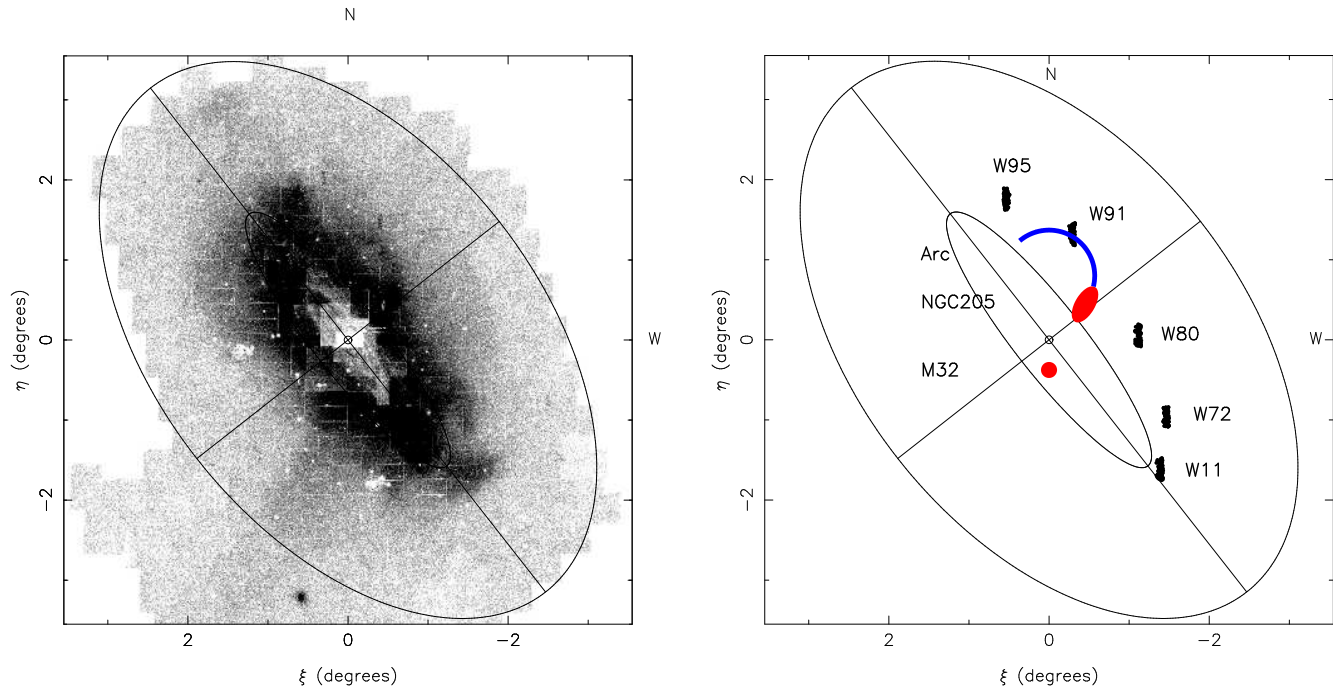 N
2
0
−2
η (degrees)
W
2
0
−2
ξ (degrees)
N
W95
W91
Arc
NGC205
W80
W
M32
W72
W11
2
0
−2
η (degrees)
2
0
−2
ξ (degrees)